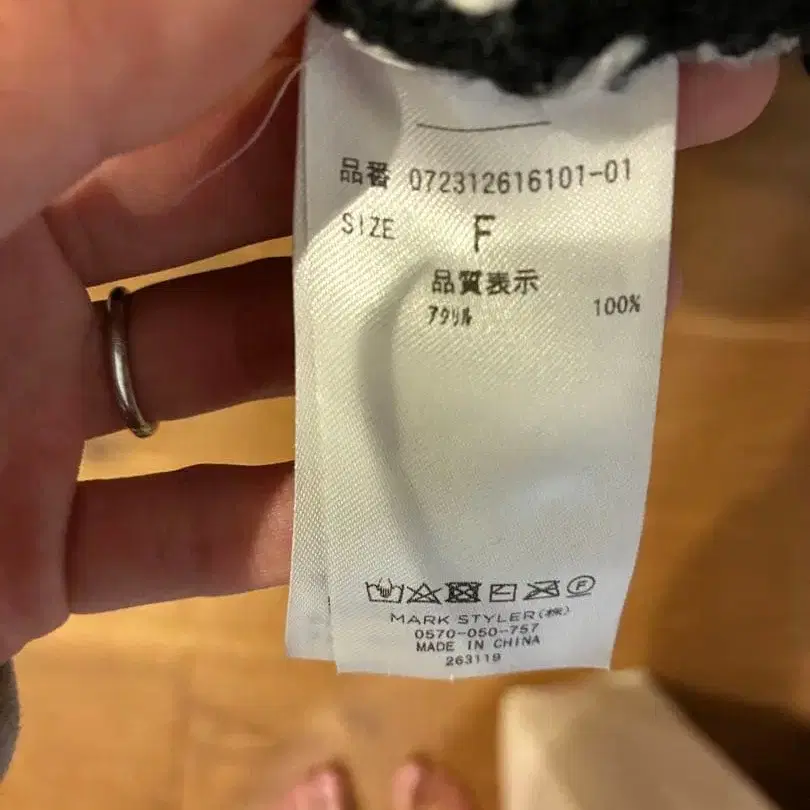 品番 072312616101-01
SIZE F
品質表示
アクリル 100%
F
MARK STYLER(株)
0570-050-757
MADE IN CHINA
263119